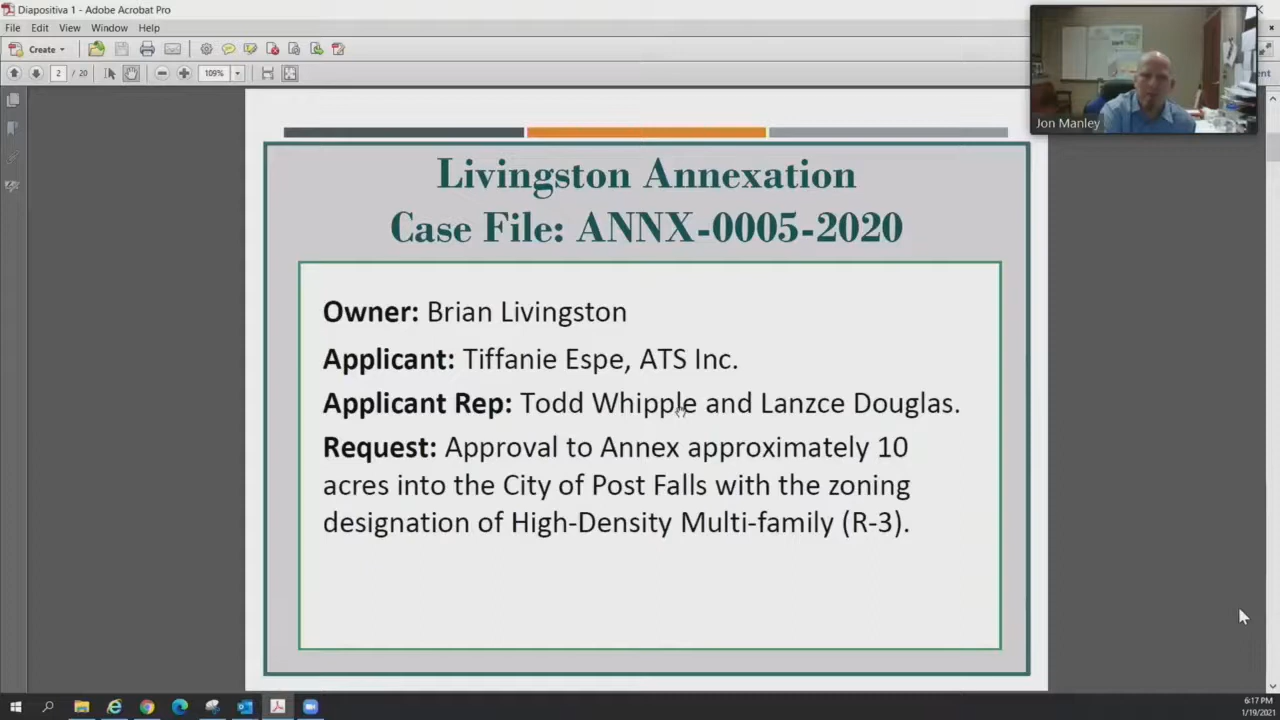 Diapositiva 1 - Adobe Acrobat Pro
File Edit View Window Help
Create
2 / 20 109%
Jon Manley
Livingston Annexation
Case File: ANNX-0005-2020
Owner: Brian Livingston
Applicant: Tiffanie Espe, ATS Inc.
Applicant Rep: Todd Whipple and Lanzce Douglas.
Request: Approval to Annex approximately 10
acres into the City of Post Falls with the zoning
designation of High-Density Multi-family (R-3).
6:17 PM
1/19/2021